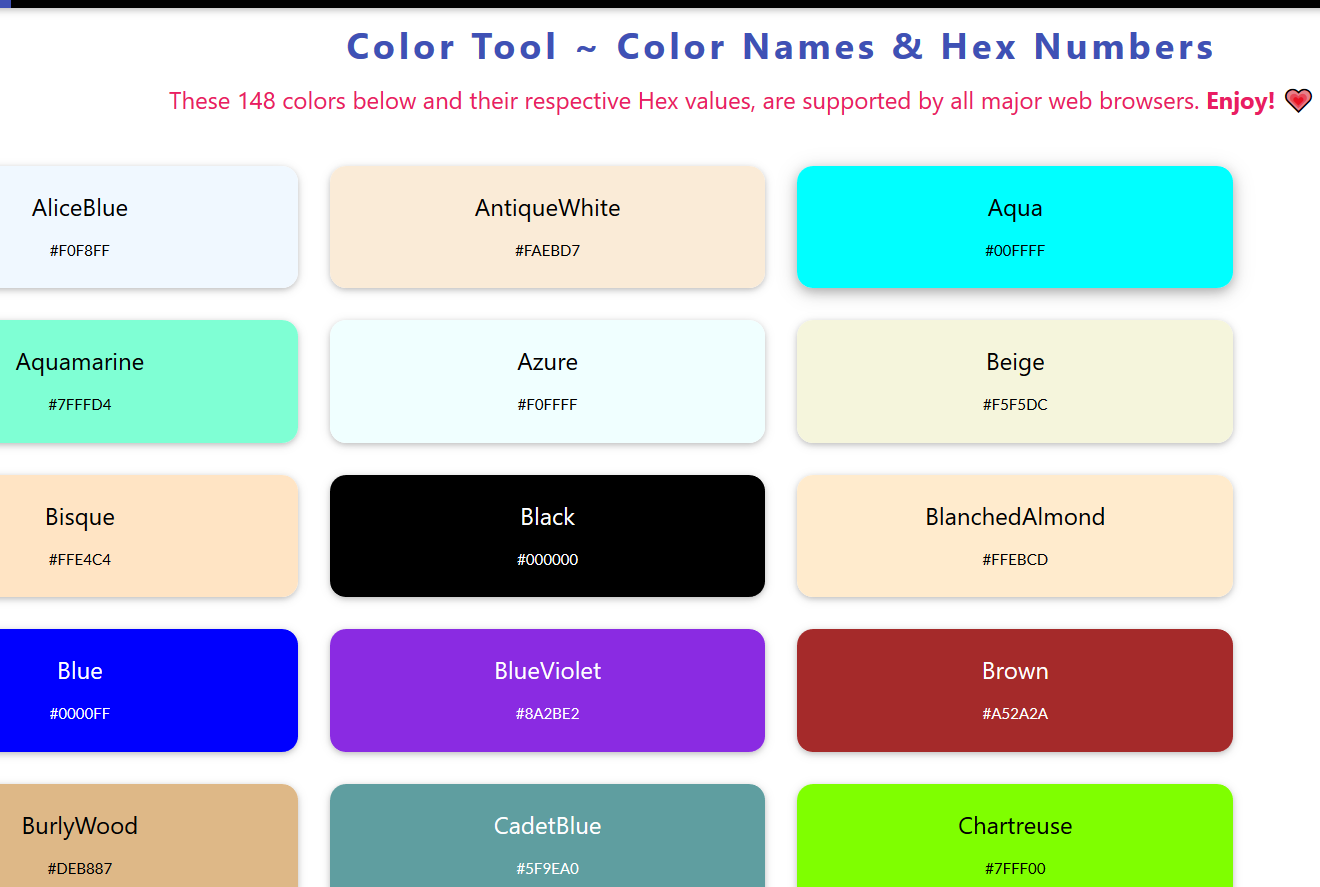 Color Tool ~ Color Names & Hex Numbers
These 148 colors below and their respective Hex values, are supported by all major web browsers. Enjoy! 💗
AliceBlue
#F0F8FF
AntiqueWhite
#FAEBD7
Aqua
#00FFFF
Aquamarine
#7FFFD4
Azure
#F0FFFF
Beige
#F5F5DC
Bisque
#FFE4C4
Black
#000000
BlanchedAlmond
#FFEBCD
Blue
#0000FF
BlueViolet
#8A2BE2
Brown
#A52A2A
BurlyWood
#DEB887
CadetBlue
#5F9EA0
Chartreuse
#7FFF00